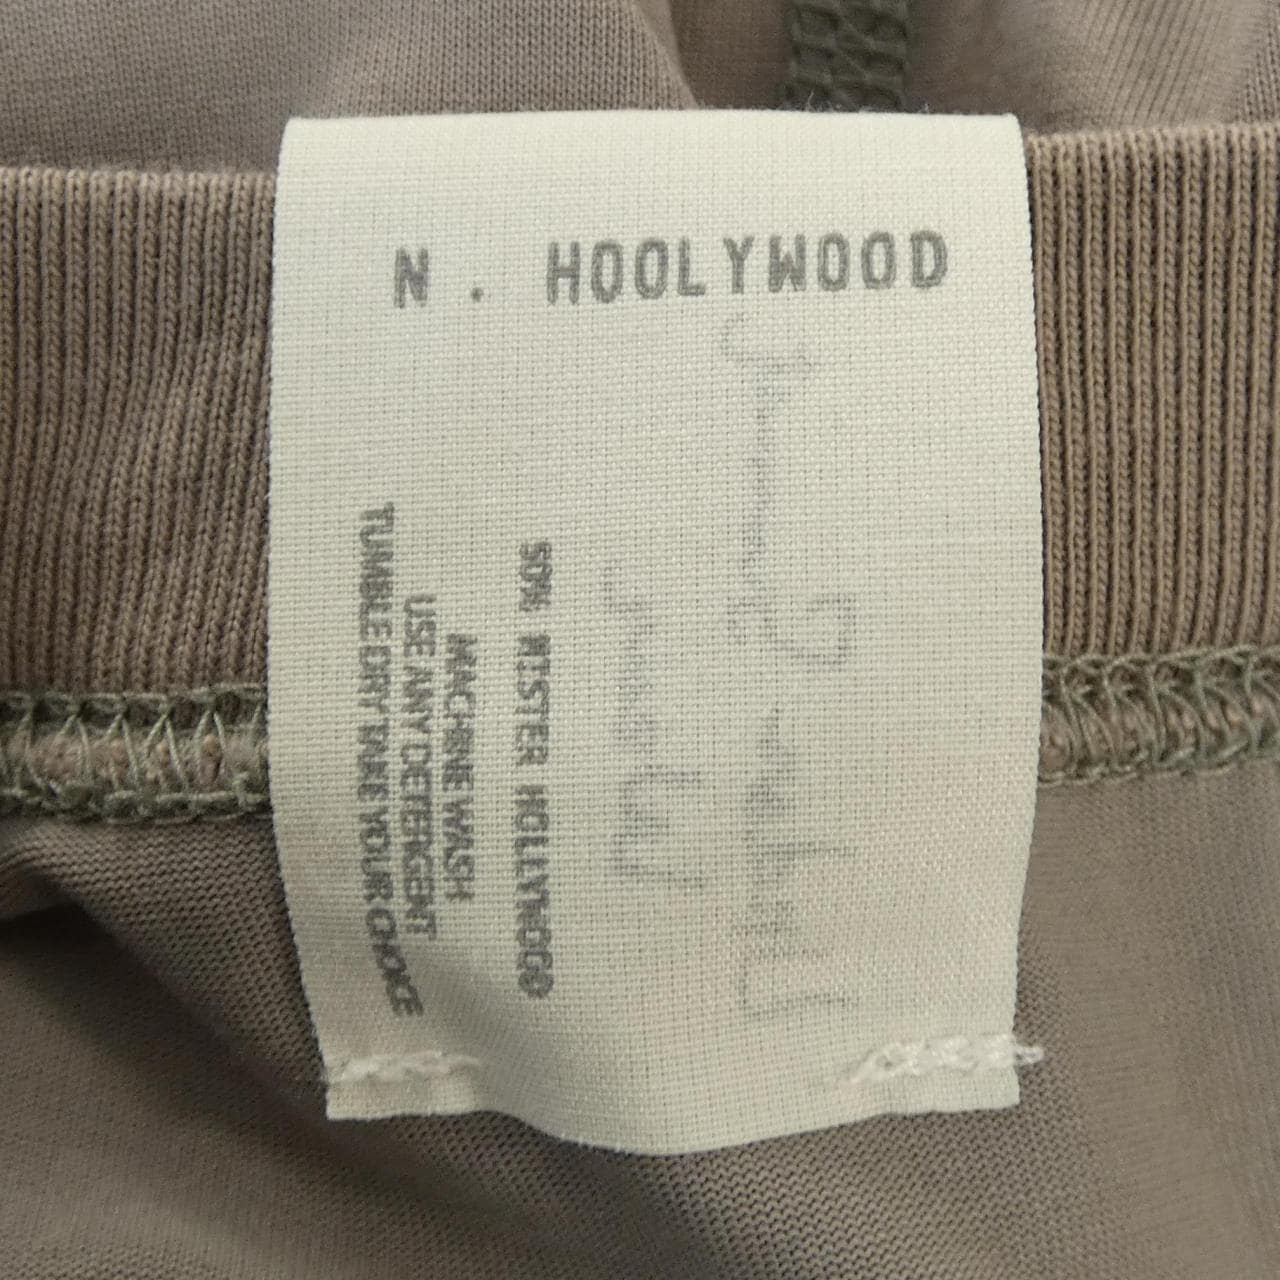 N . HOOLYWOOD
50% MISTER HOLLYWOOD
MACHINE WASH
USE ANY DETERGENT
TUMBLE DRY TAKE YOUR CHOICE